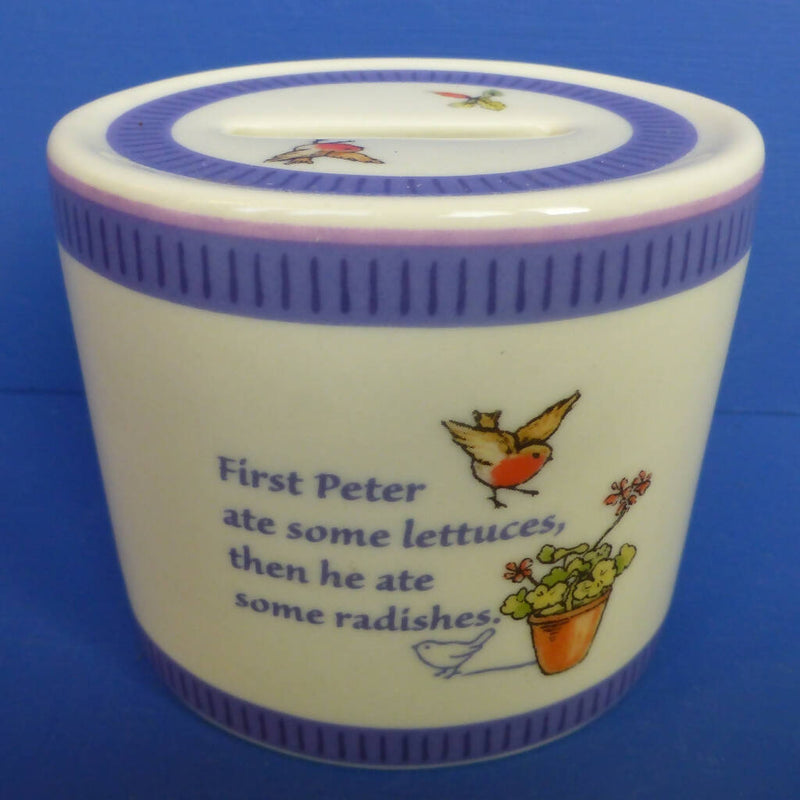 First Peter
ate some lettuces,
then he ate
some radishes.